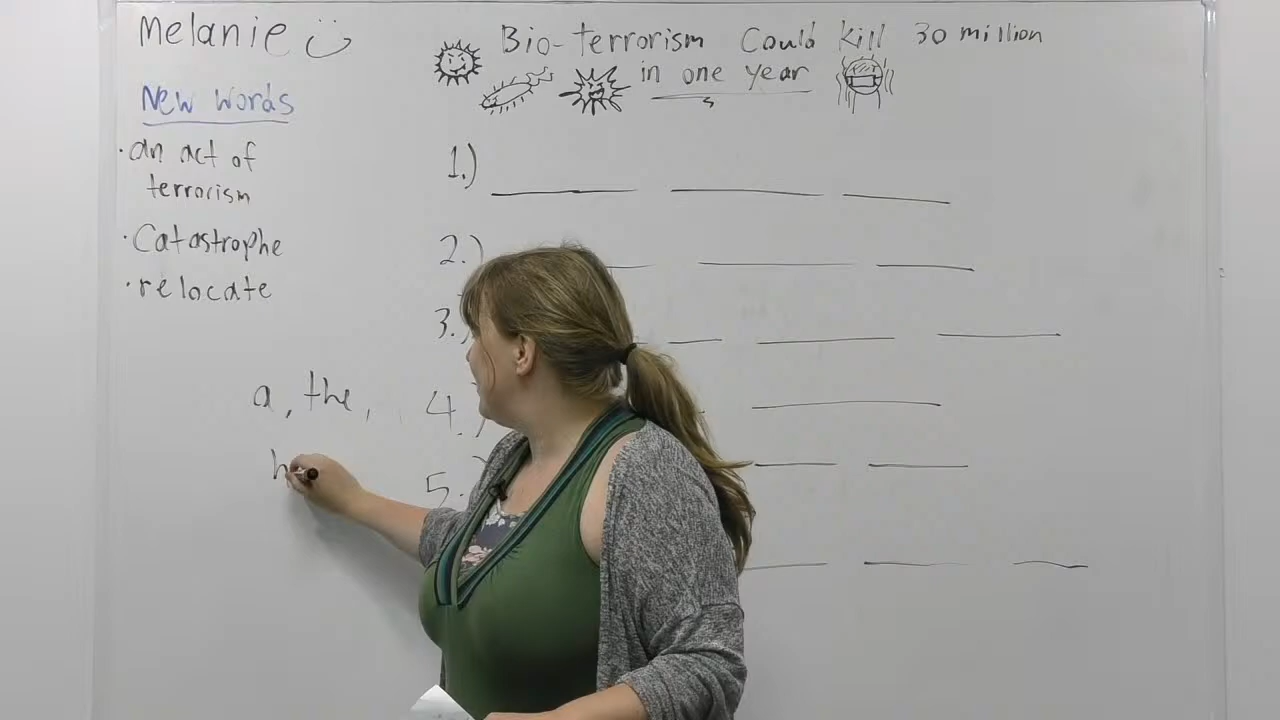 Melanie
New words
· an act of
terrorism
· Catastrophe
· relocate
a, the,
h
Bio-terrorism Could kill 30 million
in one year
1.)
2.)
3.)
4.)
5.